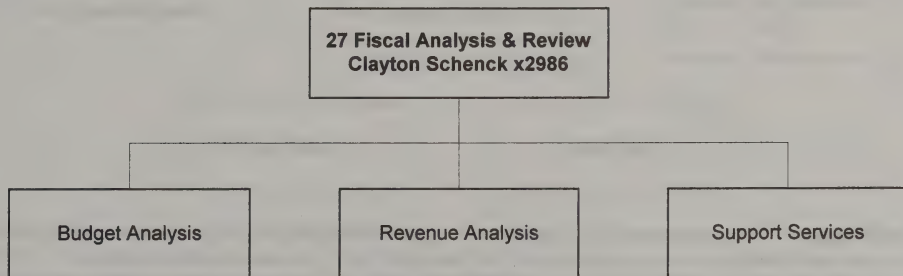 27 Fiscal Analysis & Review
Clayton Schenck x2986
Budget Analysis
Revenue Analysis
Support Services